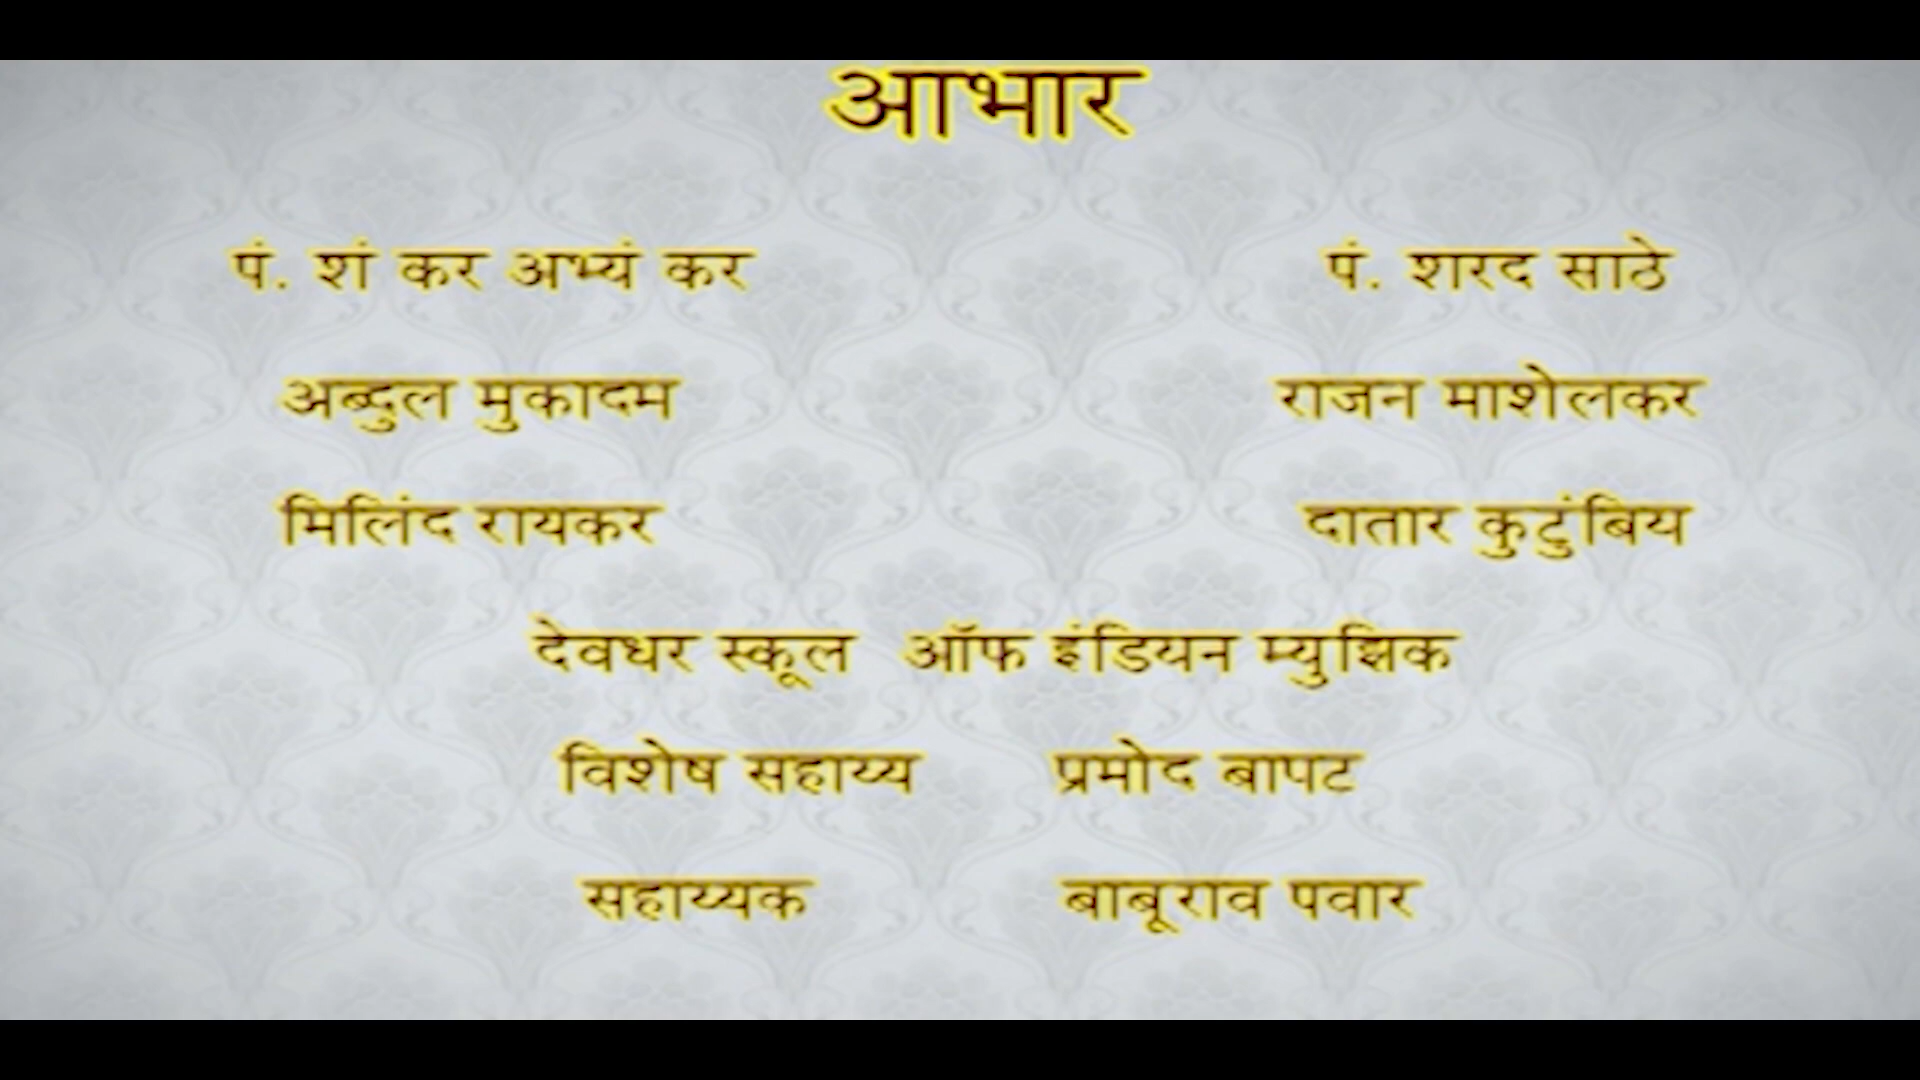 आभार
पं. शं कर अभ्यं कर पं. शरद साठे
अब्दुल मुकादम राजन माशेलकर
मिलिंद रायकर दातार कुटुंबिय
देवधर स्कूल ऑफ इंडियन म्युझिक
विशेष सहाय्य प्रमोद बापट
सहाय्यक बाबूराव पवार